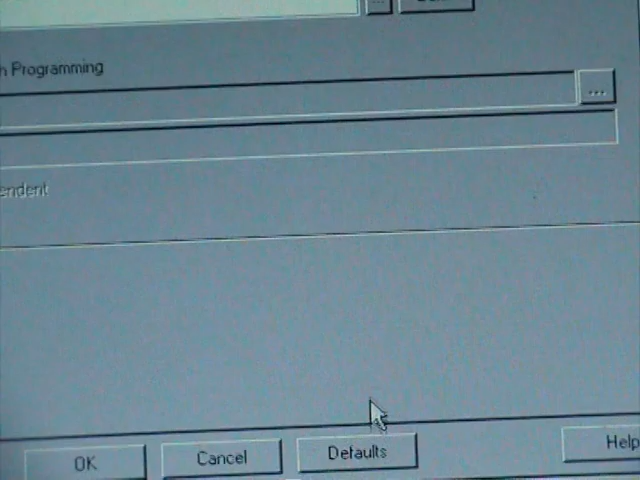 ...
h Programming
...
endent
OK
Cancel
Defaults
Help